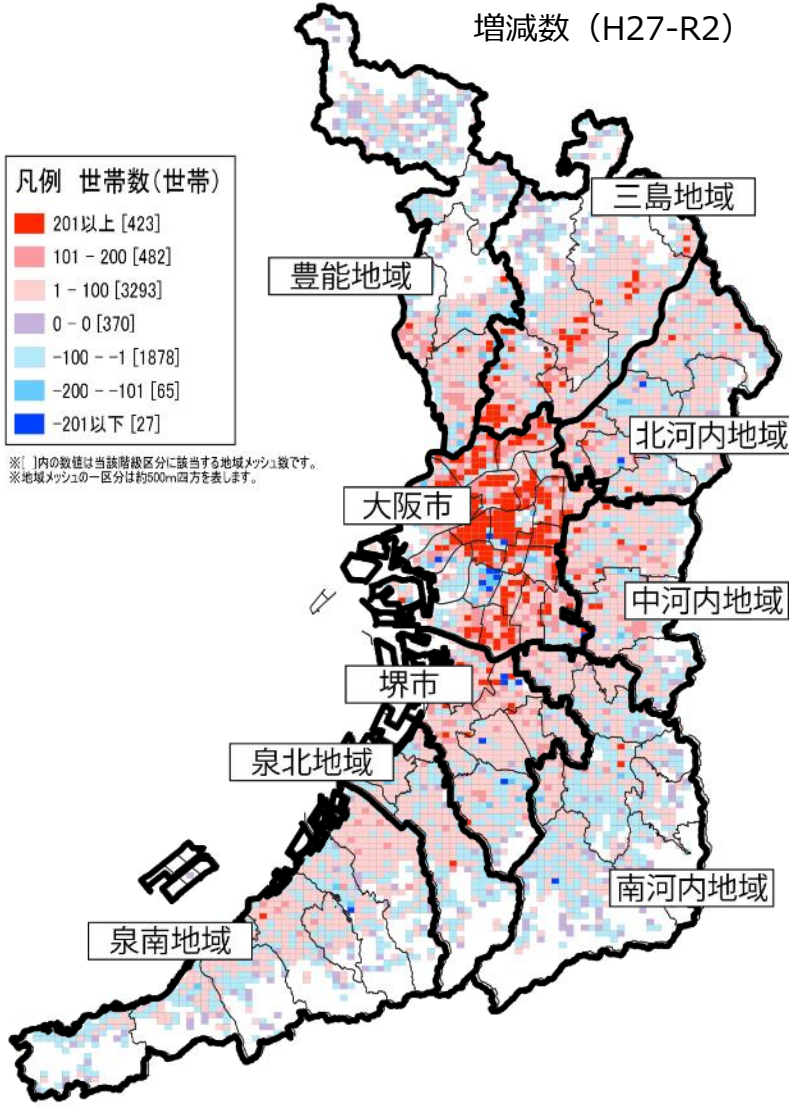 増減数（H27-R2）
凡例 世帯数(世帯)
201以上 [423]
101 - 200 [482]
1 - 100 [3293]
0 - 0 [370]
-100 - -1 [1878]
-200 - -101 [65]
-201以下 [27]
※[ ]内の数値は当該階級区分に該当する地域メッシュ数です。
※地域メッシュの一区分は約500m四方を表します。
三島地域
豊能地域
北河内地域
大阪市
中河内地域
堺市
泉北地域
南河内地域
泉南地域